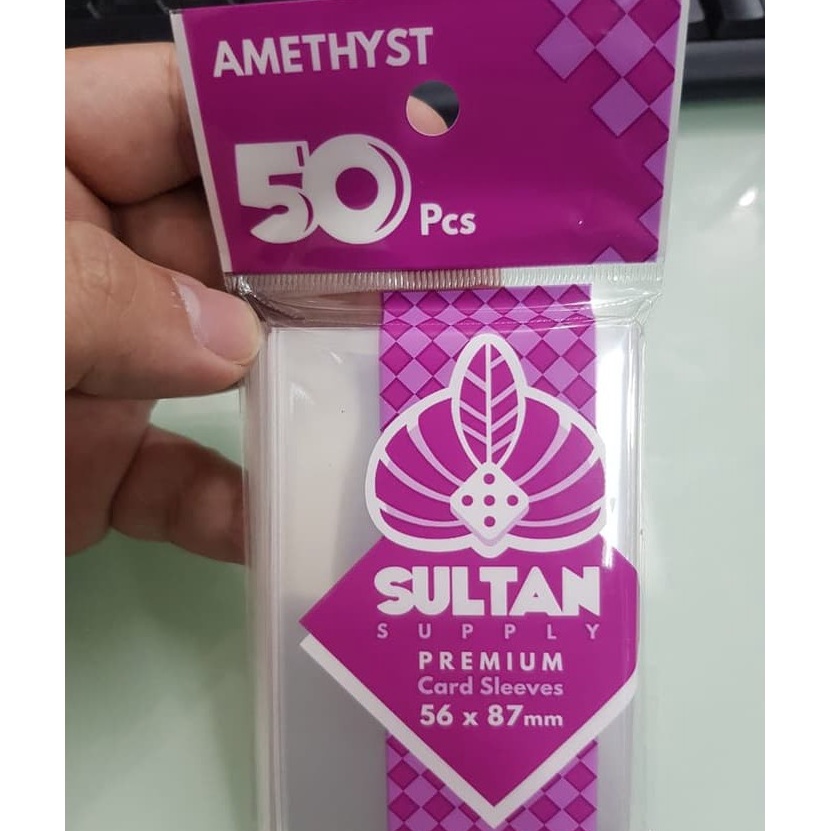 AMETHYST
50 Pcs
SULTAN
SUPPLY
PREMIUM
Card Sleeves
56 x 87mm